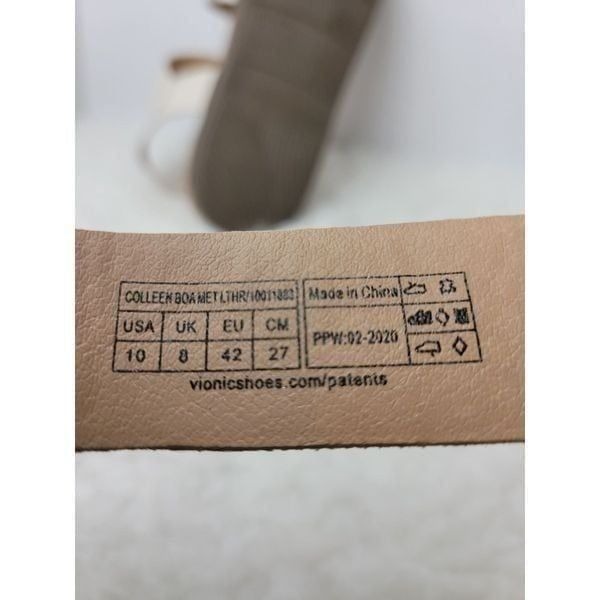 COLLEEN BOA MET LTHR/10011883
USA UK EU CM
10 8 42 27
Made in China
PPW:02-2020
vionicshoes.com/patents